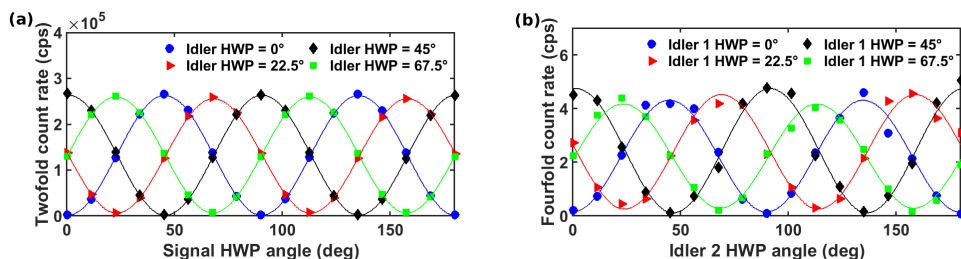 (a)
×10⁵
Twofold count rate (cps)
4
3
2
1
0
Idler HWP = 0°
Idler HWP = 45°
Idler HWP = 22.5°
Idler HWP = 67.5°
0
50
100
150
Signal HWP angle (deg)
(b)
Fourfold count rate (cps)
6
4
2
0
Idler 1 HWP = 0°
Idler 1 HWP = 45°
Idler 1 HWP = 22.5°
Idler 1 HWP = 67.5°
0
50
100
150
Idler 2 HWP angle (deg)